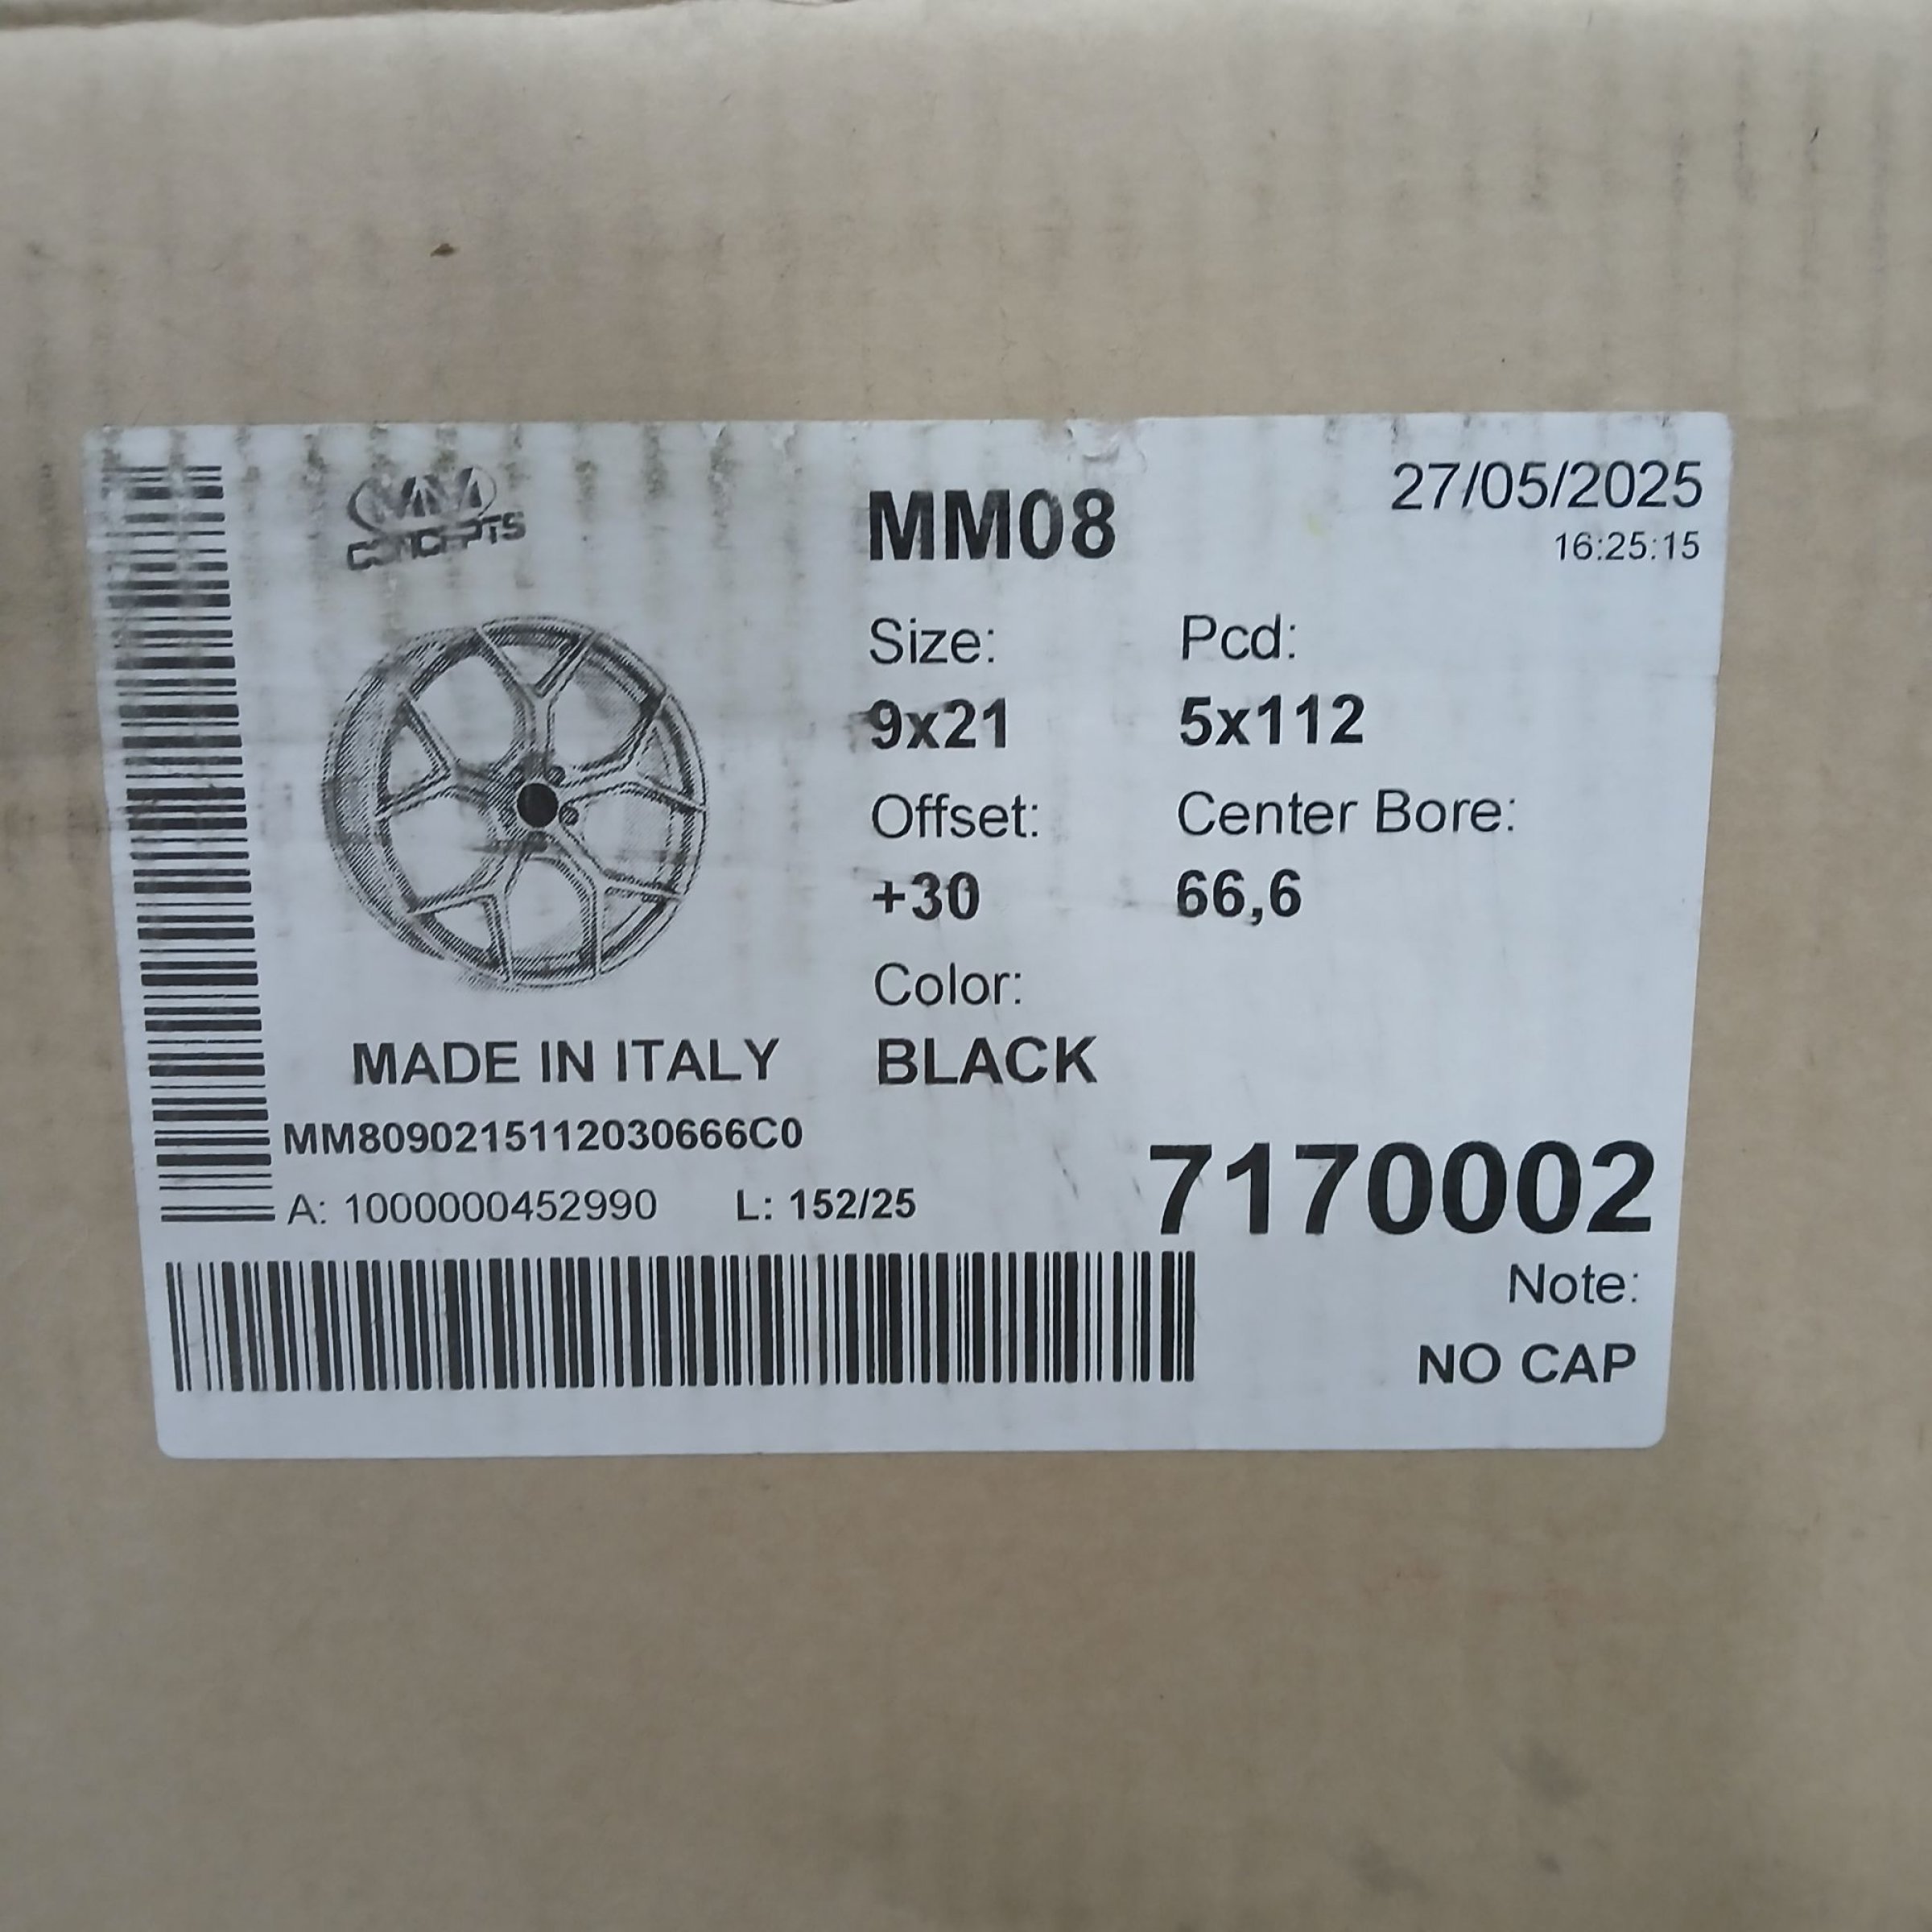 MM
CONCEPTS
MM08
27/05/2025
16:25:15
Size:
Pcd:
9x21
5x112
Offset:
Center Bore:
+30
66,6
Color:
BLACK
MADE IN ITALY
MM8090215112030666C0
A: 1000000452990
L: 152/25
7170002
Note:
NO CAP